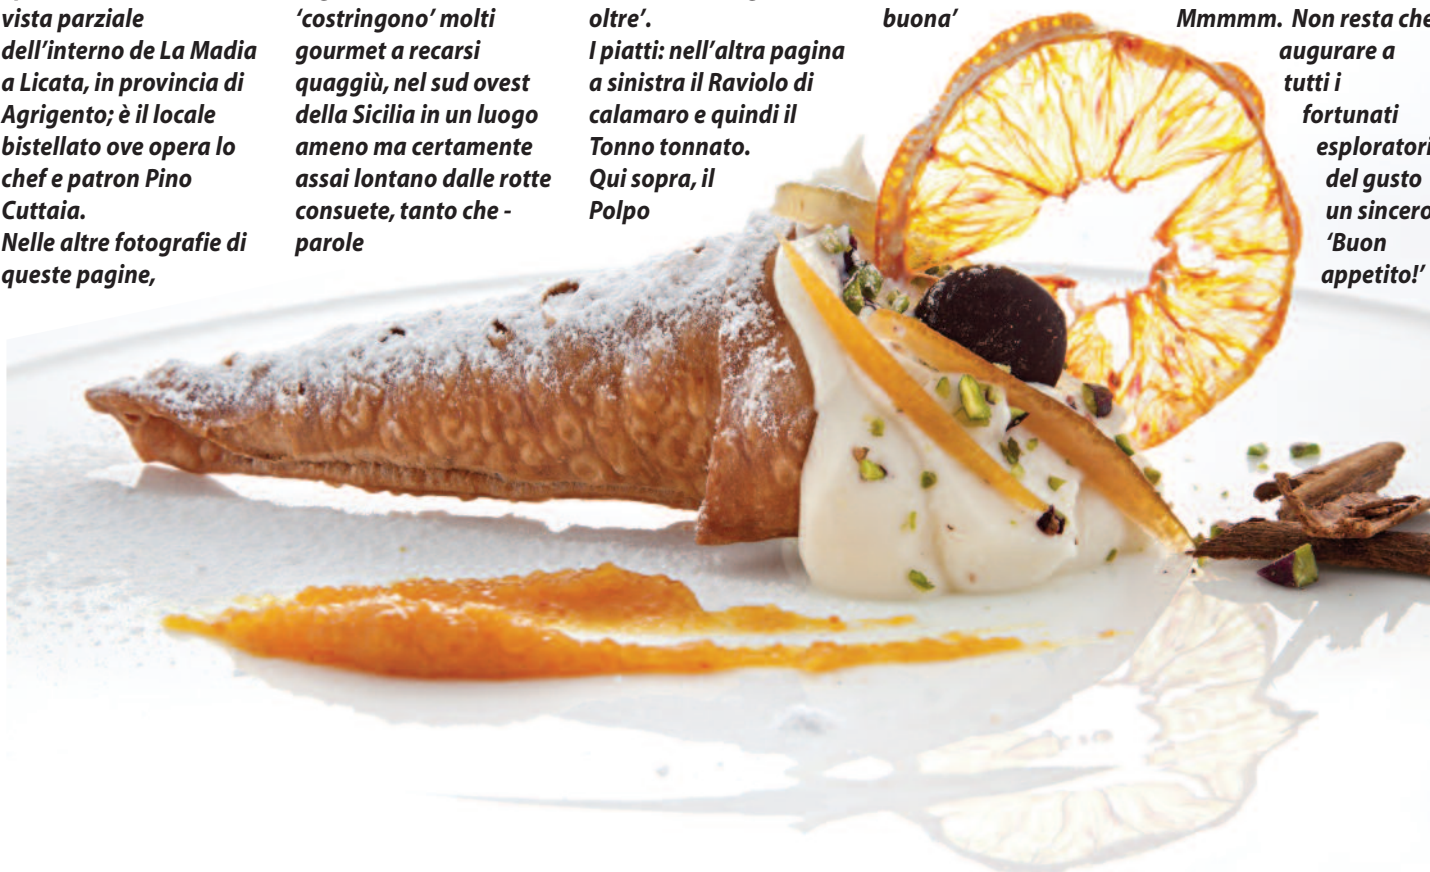 vista parziale
dell’interno de La Madia
a Licata, in provincia di
Agrigento; è il locale
bistellato ove opera lo
chef e patron Pino
Cuttaia.
Nelle altre fotografie di
queste pagine,
‘costringono’ molti
gourmet a recarsi
quaggiù, nel sud ovest
della Sicilia in un luogo
ameno ma certamente
assai lontano dalle rotte
consuete, tanto che -
parole
oltre’.
I piatti: nell’altra pagina
a sinistra il Raviolo di
calamaro e quindi il
Tonno tonnato.
Qui sopra, il
Polpo
buona’
Mmmmm. Non resta che
augurare a
tutti i
fortunati
esploratori
del gusto
un sincero
‘Buon
appetito!’